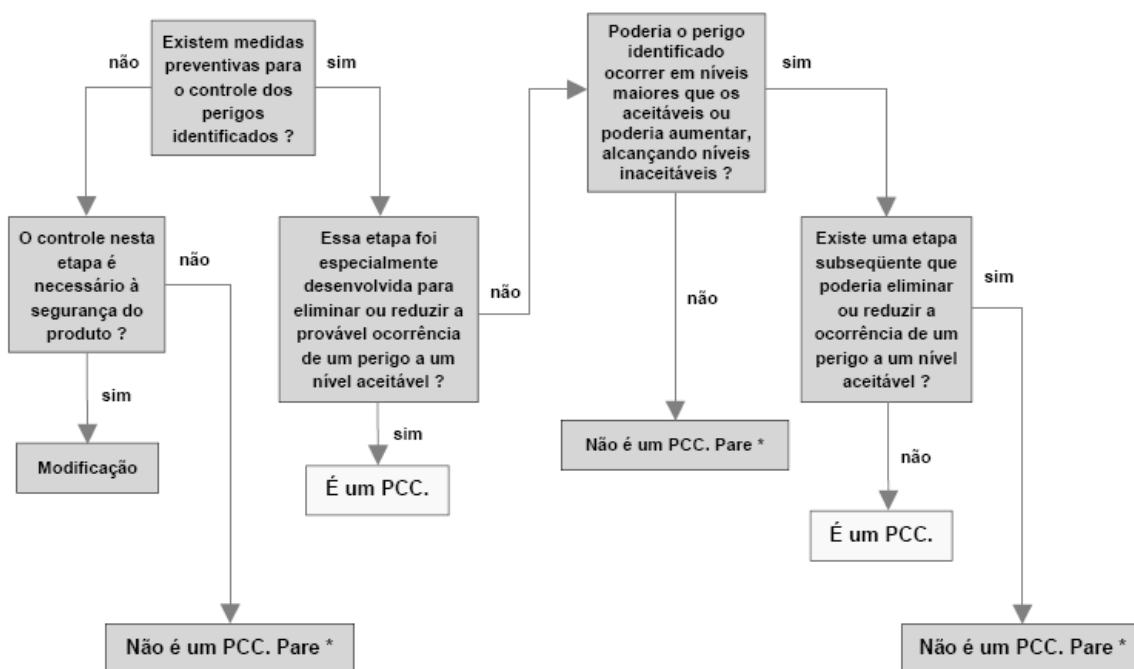 Existem medidas
preventivas para
o controle dos
perigos
identificados ?
não
sim
O controle nesta
etapa é
necessário à
segurança do
produto ?
não
sim
Modificação
Não é um PCC. Pare *
Essa etapa foi
especialmente
desenvolvida para
eliminar ou reduzir a
provável ocorrência
de um perigo a um
nível aceitável ?
não
sim
É um PCC.
Poderia o perigo
identificado
ocorrer em níveis
maiores que os
aceitáveis ou
poderia aumentar,
alcançando níveis
inaceitáveis ?
sim
não
Não é um PCC. Pare *
Existe uma etapa
subseqüente que
poderia eliminar
ou reduzir a
ocorrência de um
perigo a um nível
aceitável ?
sim
não
É um PCC.
Não é um PCC. Pare *